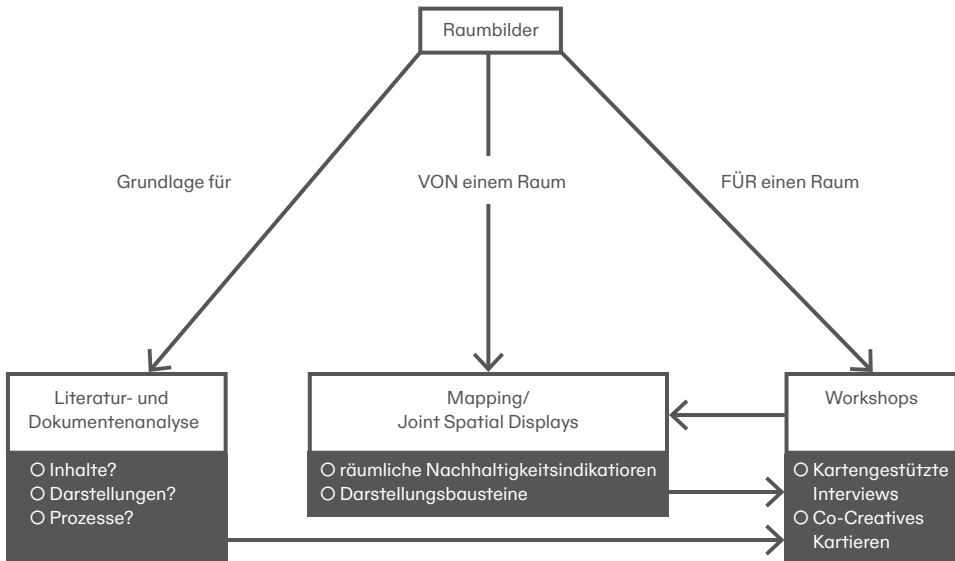 Raumbilder
Grundlage für
VON einem Raum
FÜR einen Raum
Literatur- und
Dokumentenanalyse
○ Inhalte?
○ Darstellungen?
○ Prozesse?
Mapping/
Joint Spatial Displays
○ räumliche Nachhaltigkeitsindikatioren
○ Darstellungsbausteine
Workshops
○ Kartengestützte
Interviews
○ Co-Creatives
Kartieren